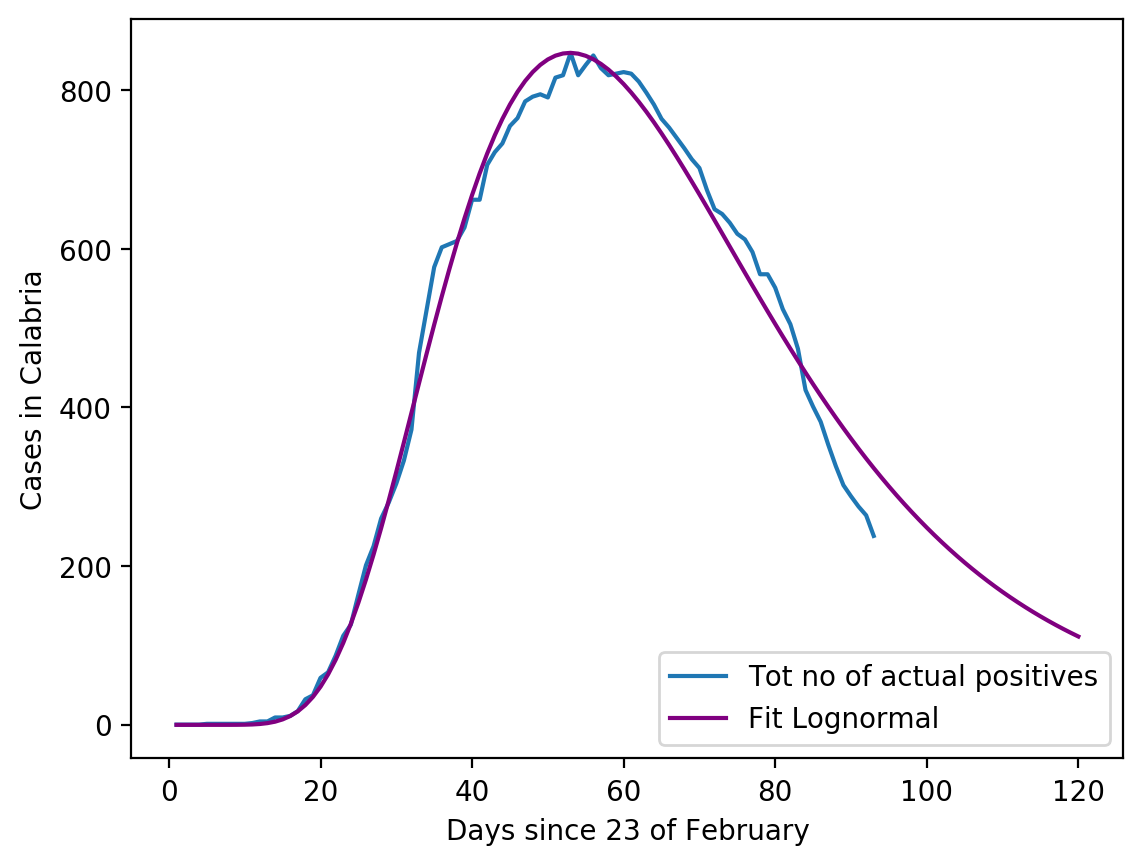 Cases in Calabria
800
600
400
200
0
Tot no of actual positives
Fit Lognormal
0 20 40 60 80 100 120
Days since 23 of February